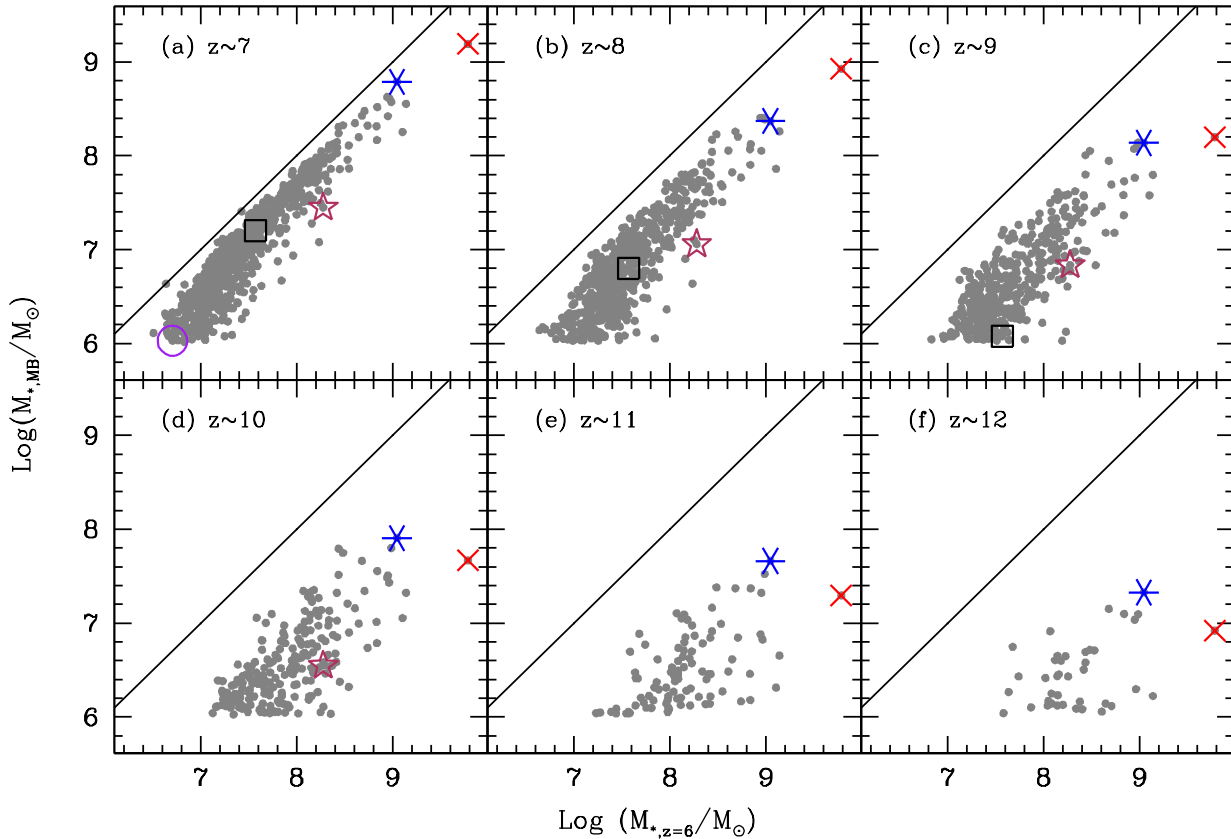 (a) z~7
(b) z~8
(c) z~9
9
8
7
6
(d) z~10
(e) z~11
(f) z~12
9
8
7
6
7 8 9 7 8 9 7 8 9
Log(M*,MB/M⊙)
Log (M*,z=6/M⊙)